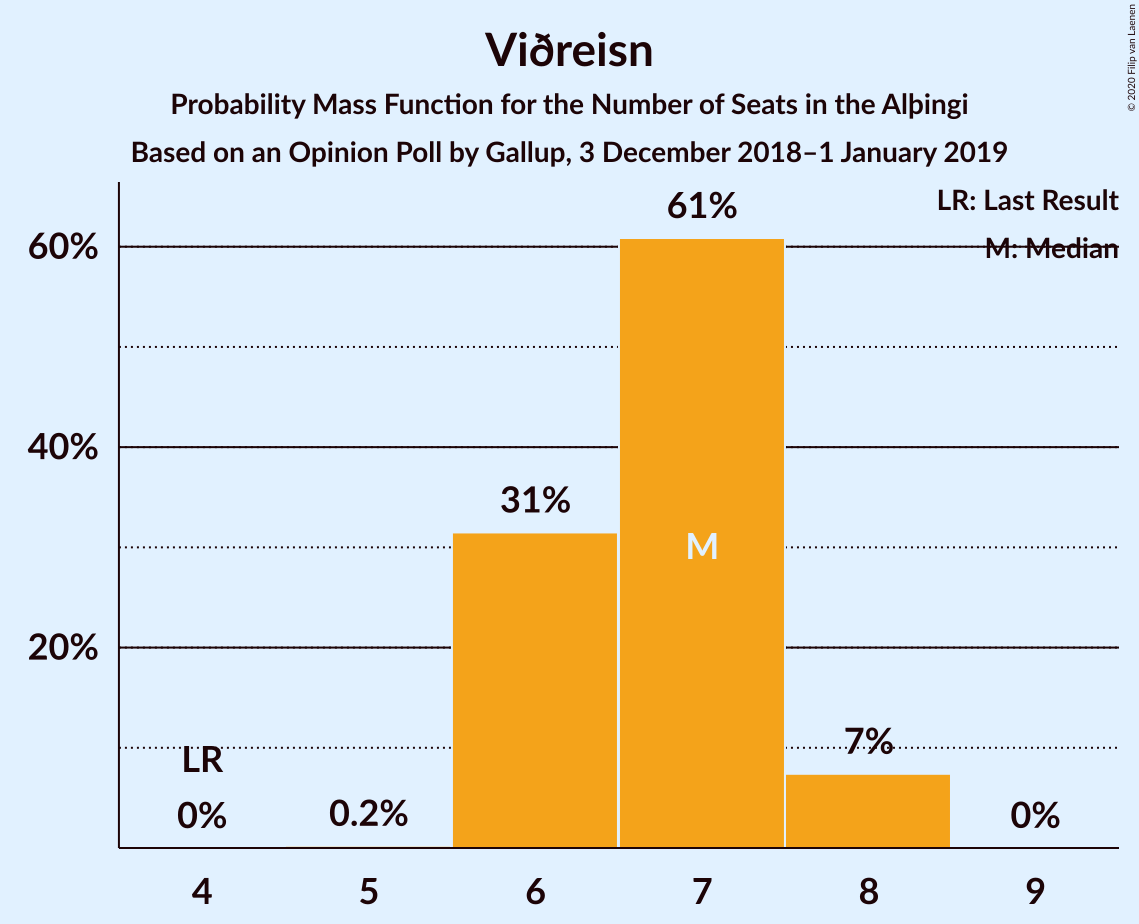 Viðreisn
Probability Mass Function for the Number of Seats in the Alþingi
Based on an Opinion Poll by Gallup, 3 December 2018–1 January 2019
© 2020 Filip van Laenen
LR: Last Result
M: Median
60%
40%
20%
61%
31%
M
7%
LR
0%
0.2%
0%
4 5 6 7 8 9